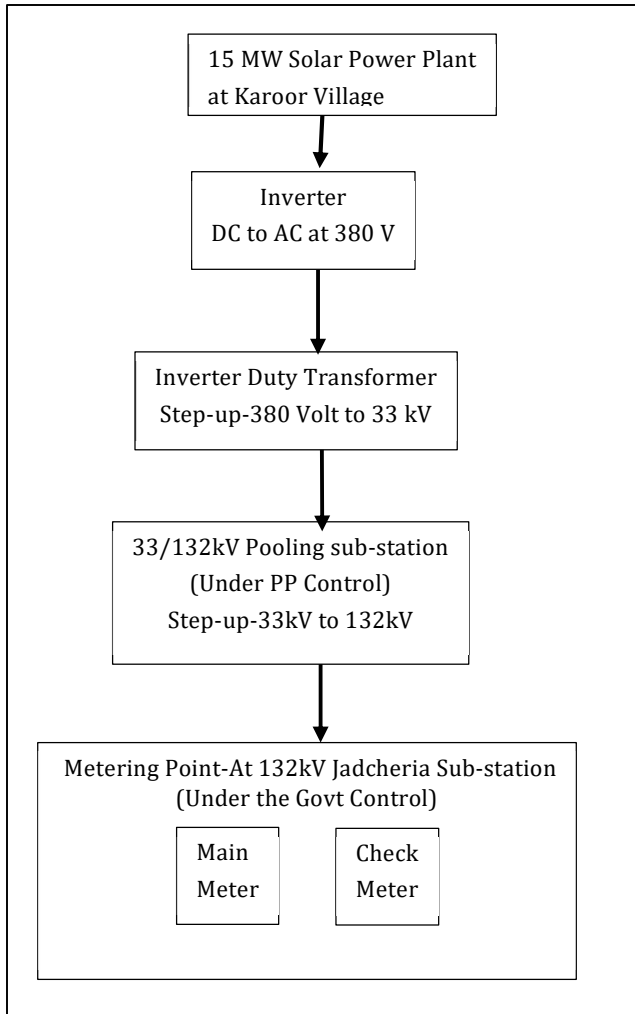 15 MW Solar Power Plant
at Karoor Village
Inverter
DC to AC at 380 V
Inverter Duty Transformer
Step-up-380 Volt to 33 kV
33/132kV Pooling sub-station
(Under PP Control)
Step-up-33kV to 132kV
Metering Point-At 132kV Jadcheria Sub-station
(Under the Govt Control)
Main
Meter
Check
Meter